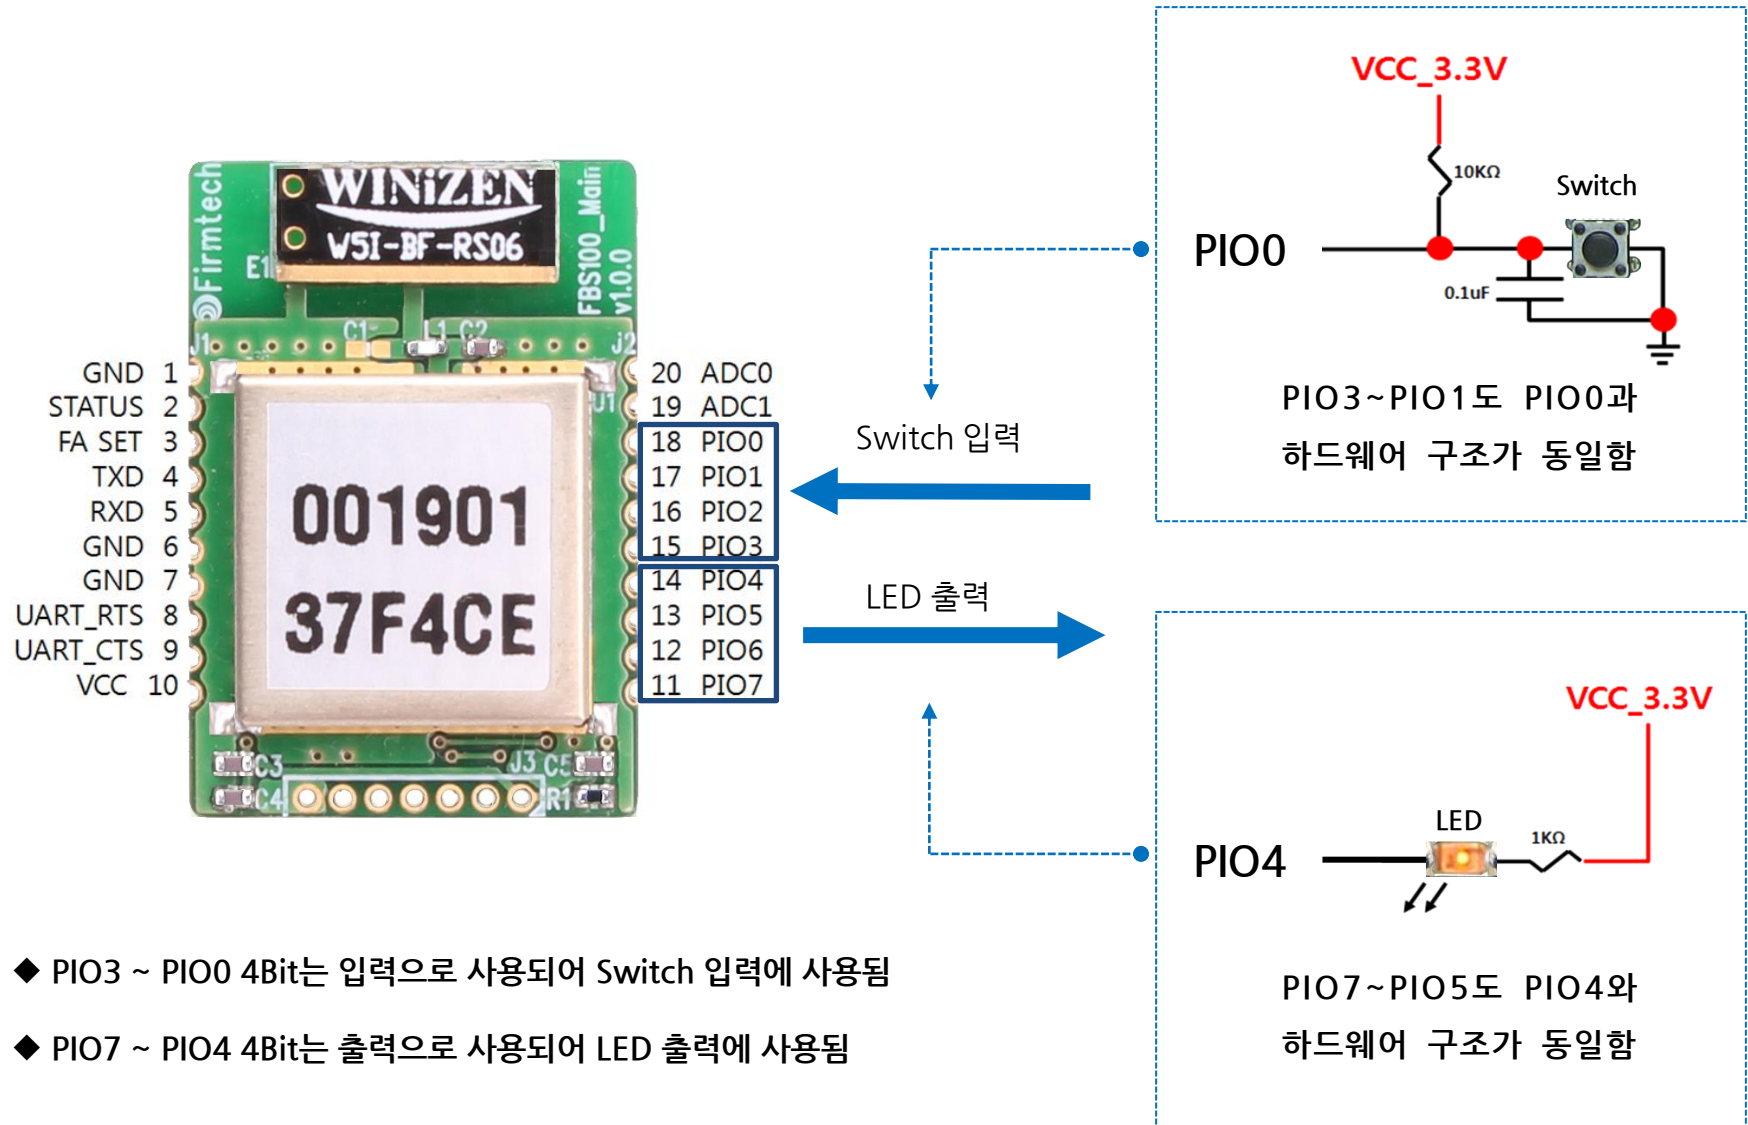 VCC_3.3V
10KΩ
Switch
PIO0
0.1uF
PIO3~PIO1도 PIO0과
하드웨어 구조가 동일함
Firmtech
WINiZEN
W5I-BF-RS06
FBS100_Main
v1.0.0
E1
C1
L1
C2
J1
J2
U1
GND 1
STATUS 2
FA SET 3
TXD 4
RXD 5
GND 6
GND 7
UART_RTS 8
UART_CTS 9
VCC 10
001901
37F4CE
20 ADC0
19 ADC1
18 PIO0
17 PIO1
16 PIO2
15 PIO3
14 PIO4
13 PIO5
12 PIO6
11 PIO7
C3
C4
J3
C5
R1
Switch 입력
LED 출력
VCC_3.3V
LED
1KΩ
PIO4
PIO7~PIO5도 PIO4와
하드웨어 구조가 동일함
◆ PIO3 ~ PIO0 4Bit는 입력으로 사용되어 Switch 입력에 사용됨
◆ PIO7 ~ PIO4 4Bit는 출력으로 사용되어 LED 출력에 사용됨